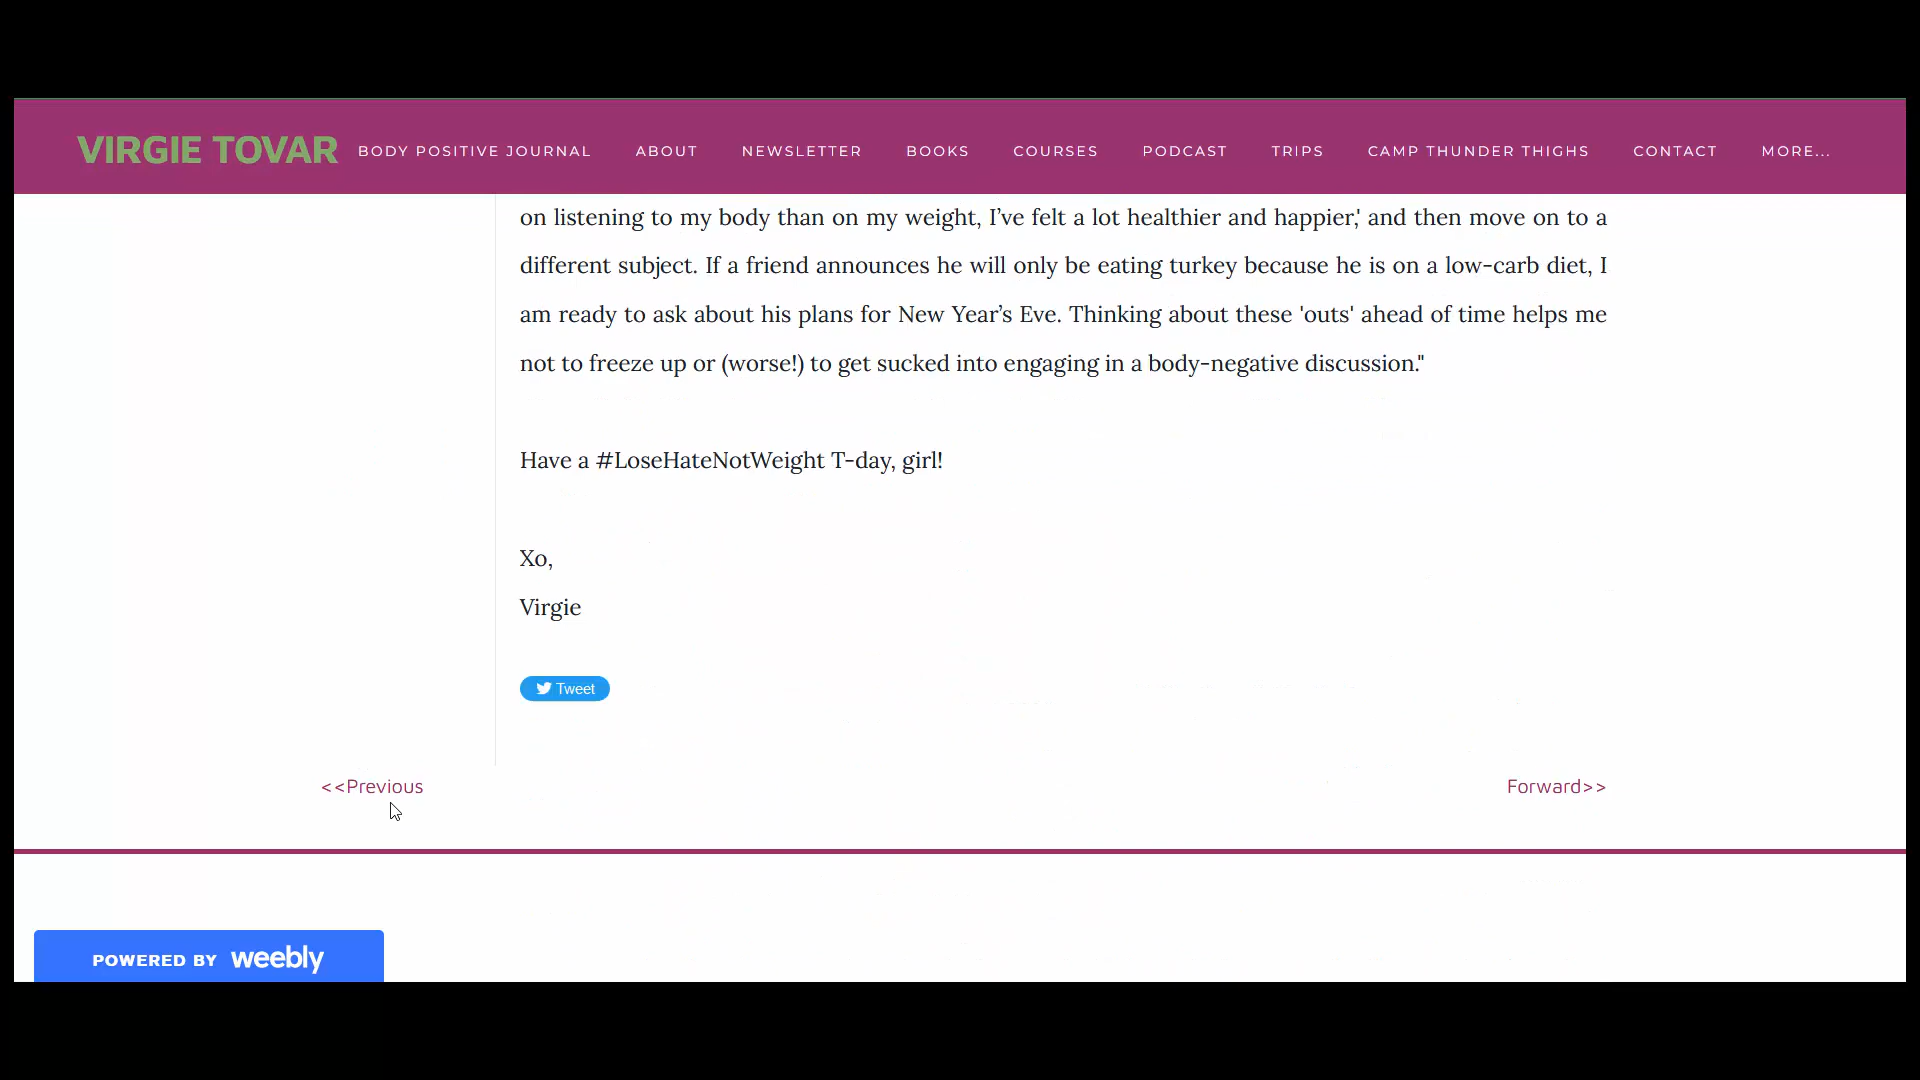 VIRGIE TOVAR
BODY POSITIVE JOURNAL ABOUT NEWSLETTER BOOKS COURSES PODCAST TRIPS CAMP THUNDER THIGHS CONTACT MORE...
on listening to my body than on my weight, I’ve felt a lot healthier and happier,' and then move on to a
different subject. If a friend announces he will only be eating turkey because he is on a low-carb diet, I
am ready to ask about his plans for New Year’s Eve. Thinking about these 'outs' ahead of time helps me
not to freeze up or (worse!) to get sucked into engaging in a body-negative discussion."
Have a #LoseHateNotWeight T-day, girl!
Xo,
Virgie
Tweet
<<Previous
Forward>>
POWERED BY weebly